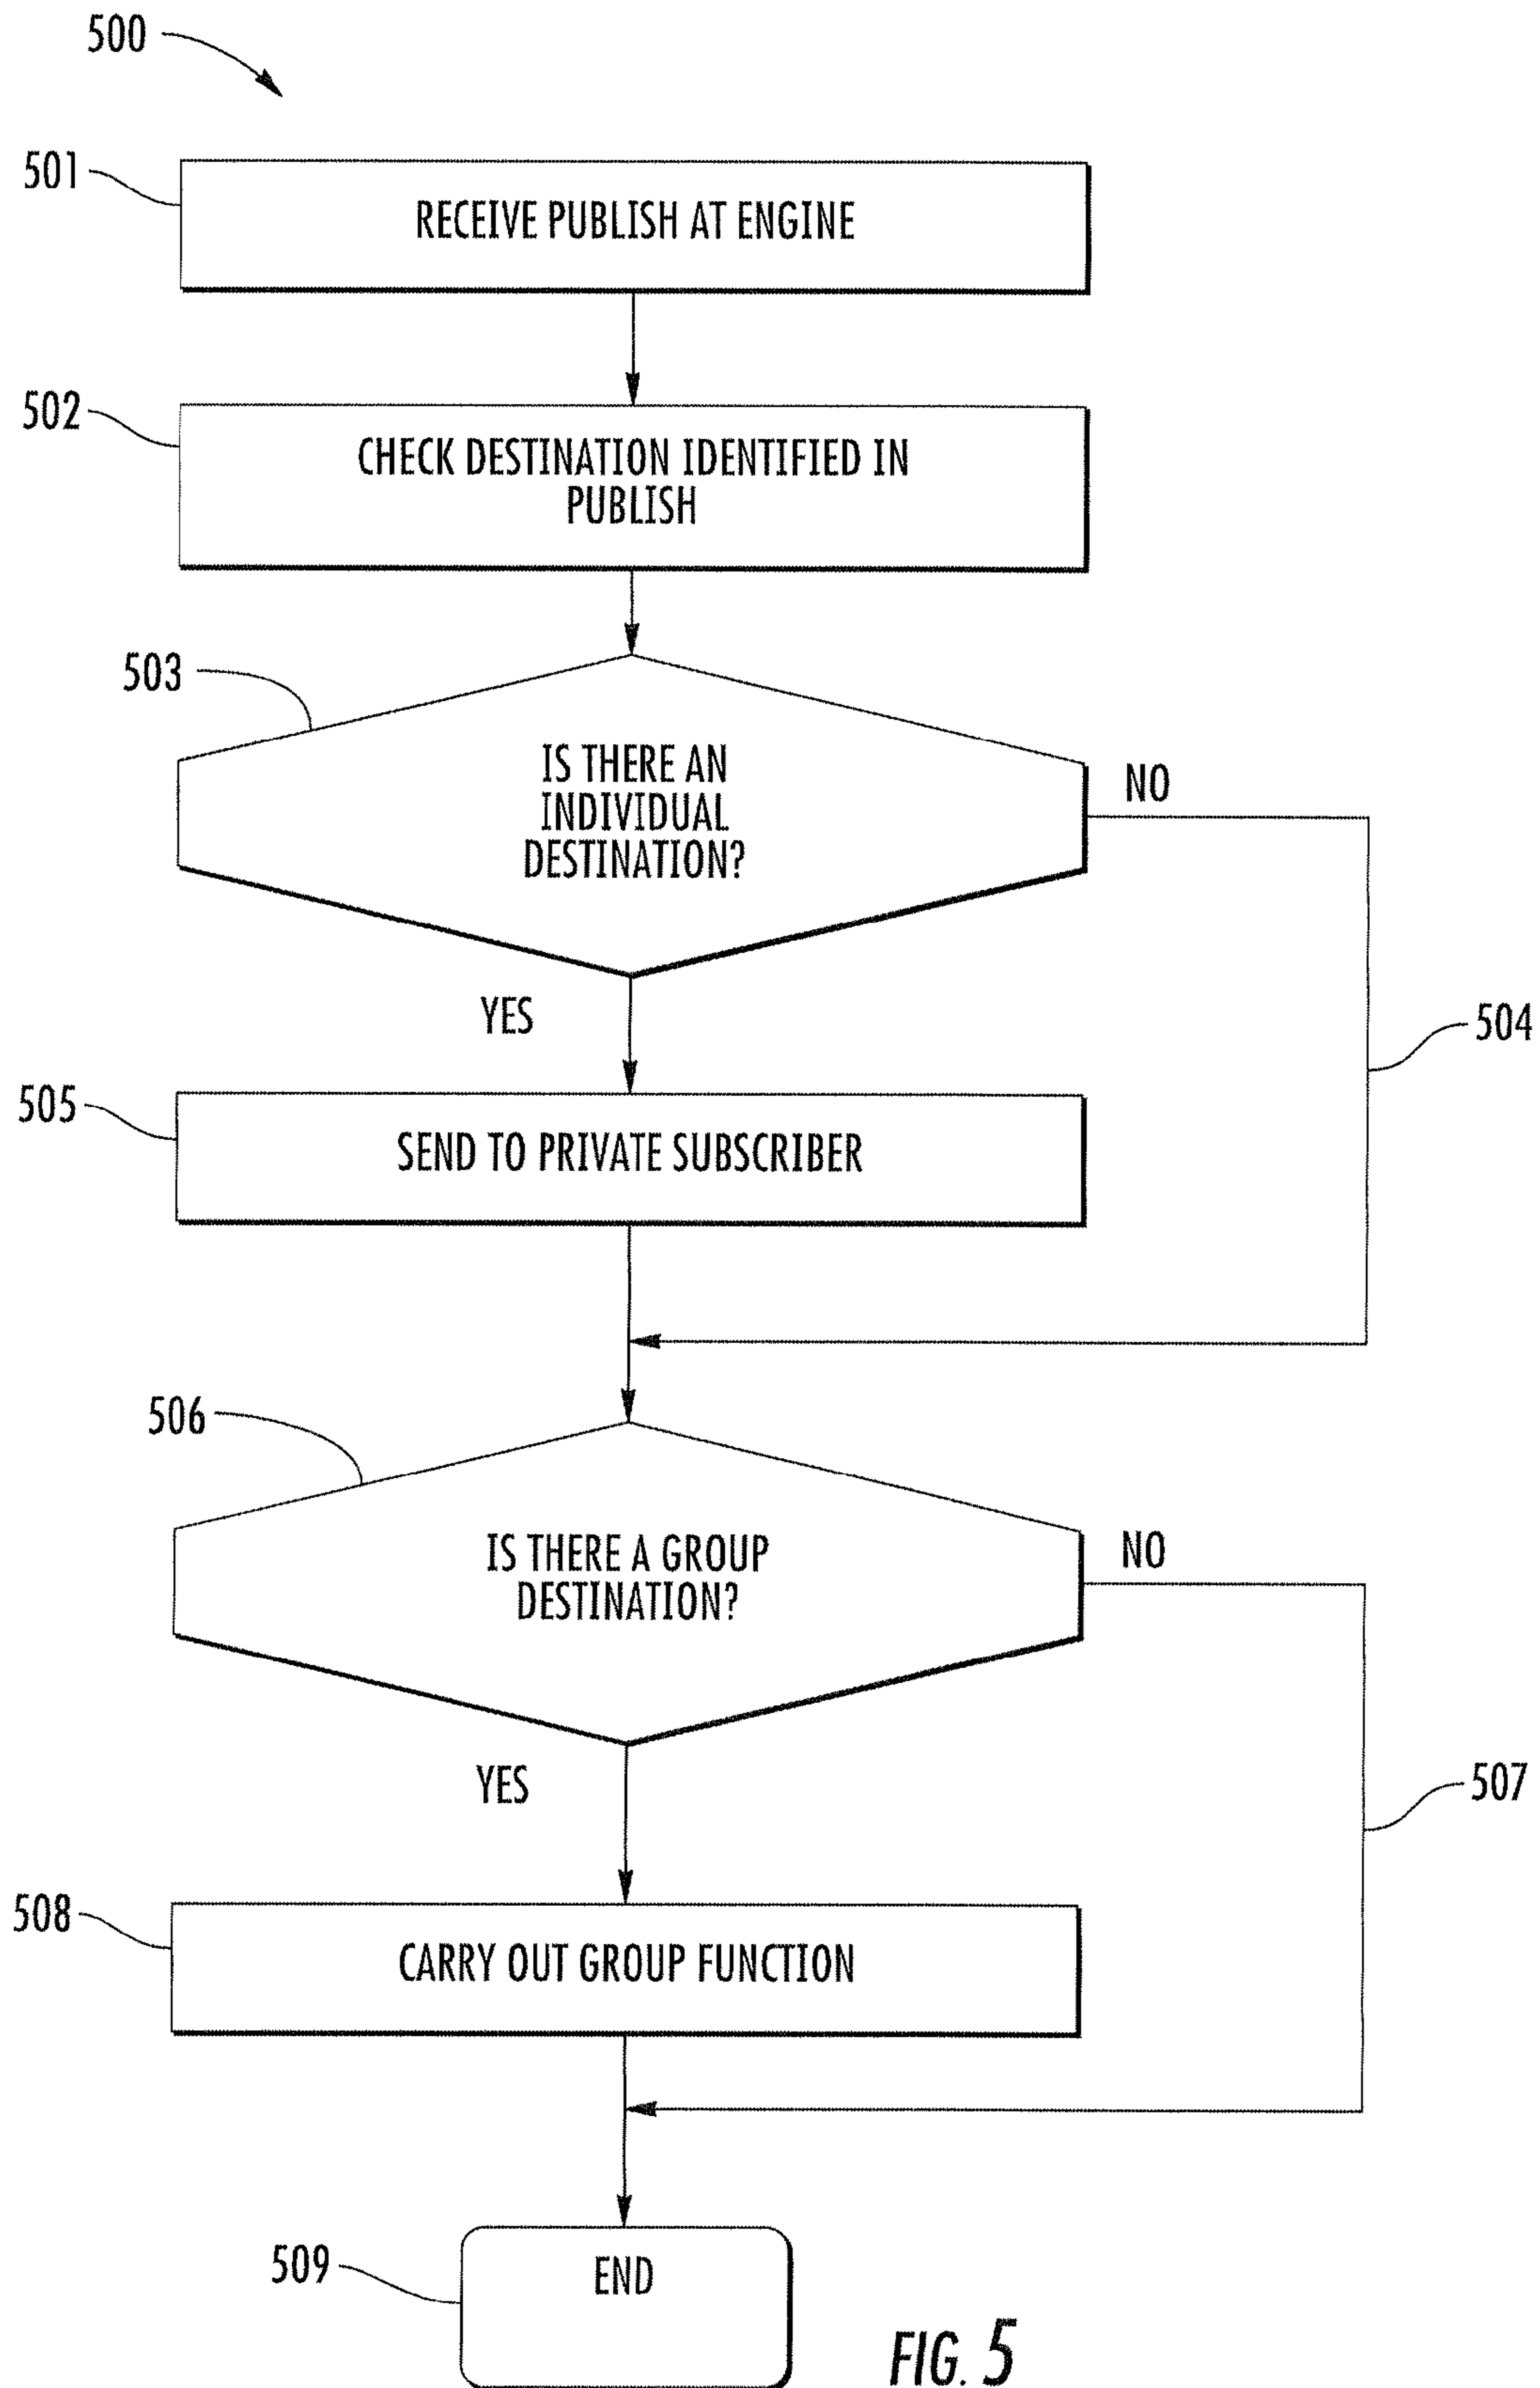 500
501
RECEIVE PUBLISH AT ENGINE
502
CHECK DESTINATION IDENTIFIED IN
PUBLISH
503
IS THERE AN
INDIVIDUAL
DESTINATION?
NO
YES
504
505
SEND TO PRIVATE SUBSCRIBER
506
IS THERE A GROUP
DESTINATION?
NO
YES
507
508
CARRY OUT GROUP FUNCTION
509
END
FIG. 5